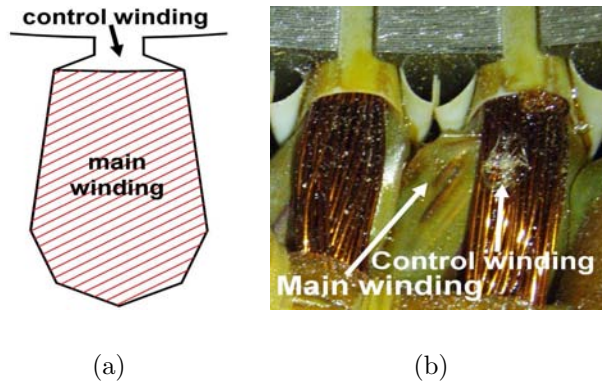 control winding
main
winding
Control winding
Main winding
(a)
(b)